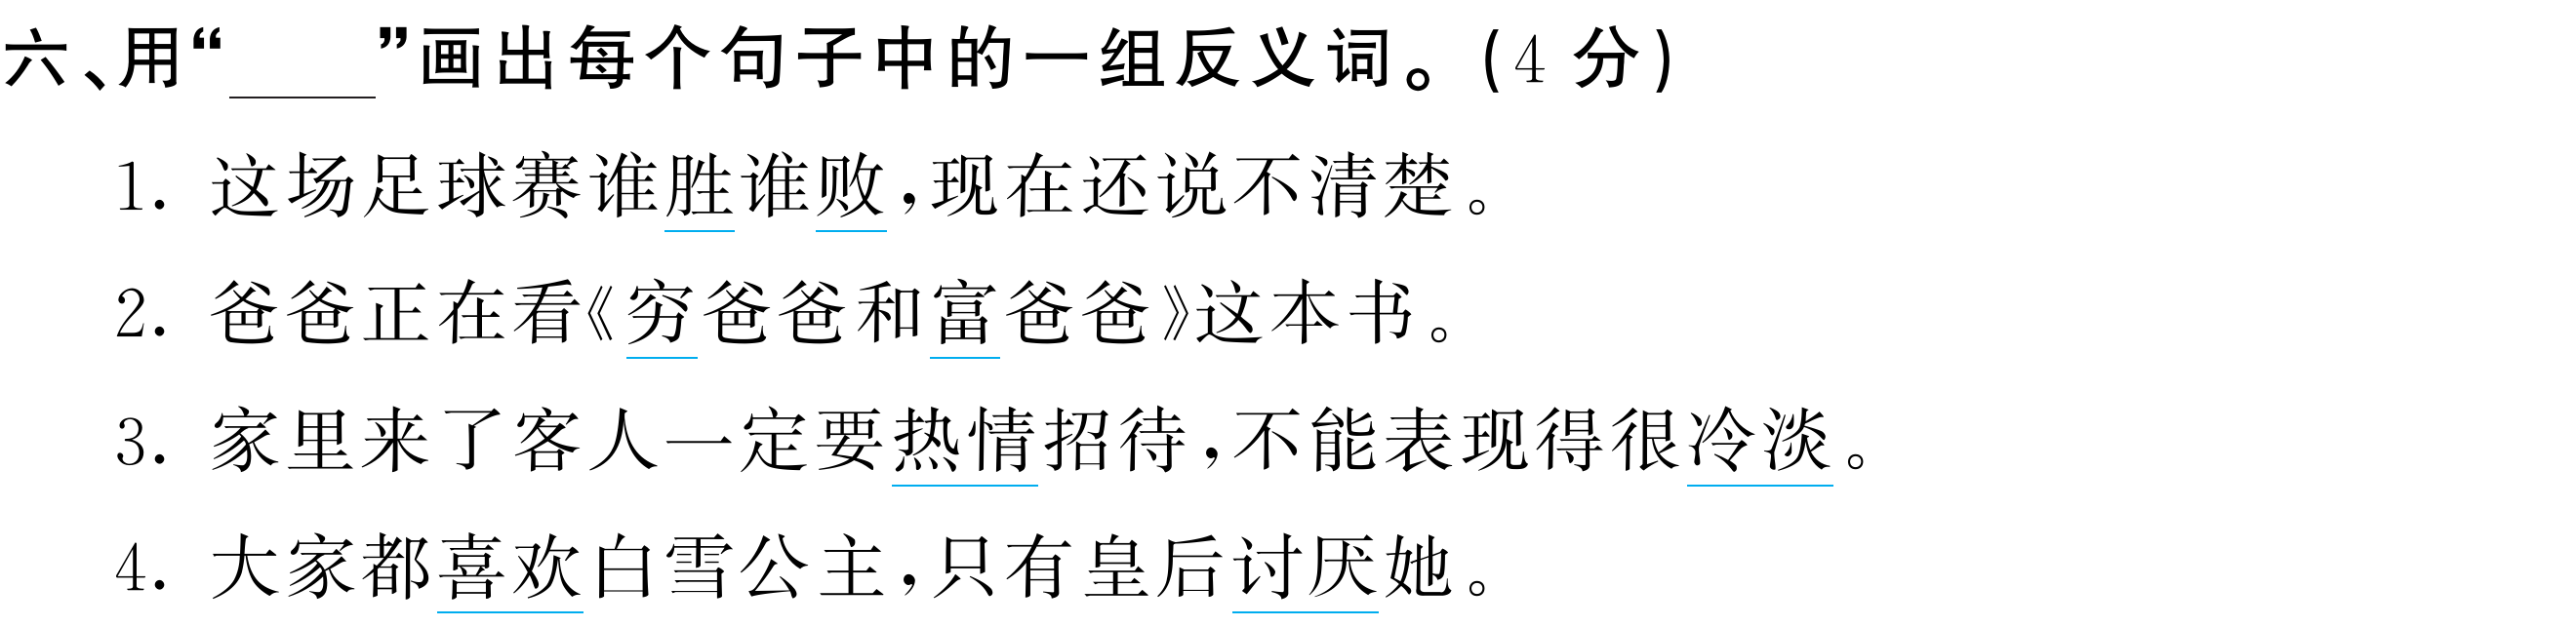 六、用“____”画出每个句子中的一组反义词。(4 分)
1. 这场足球赛谁胜谁败,现在还说不清楚。
2. 爸爸正在看《穷爸爸和富爸爸》这本书。
3. 家里来了客人一定要热情招待,不能表现得很冷淡。
4. 大家都喜欢白雪公主,只有皇后讨厌她。